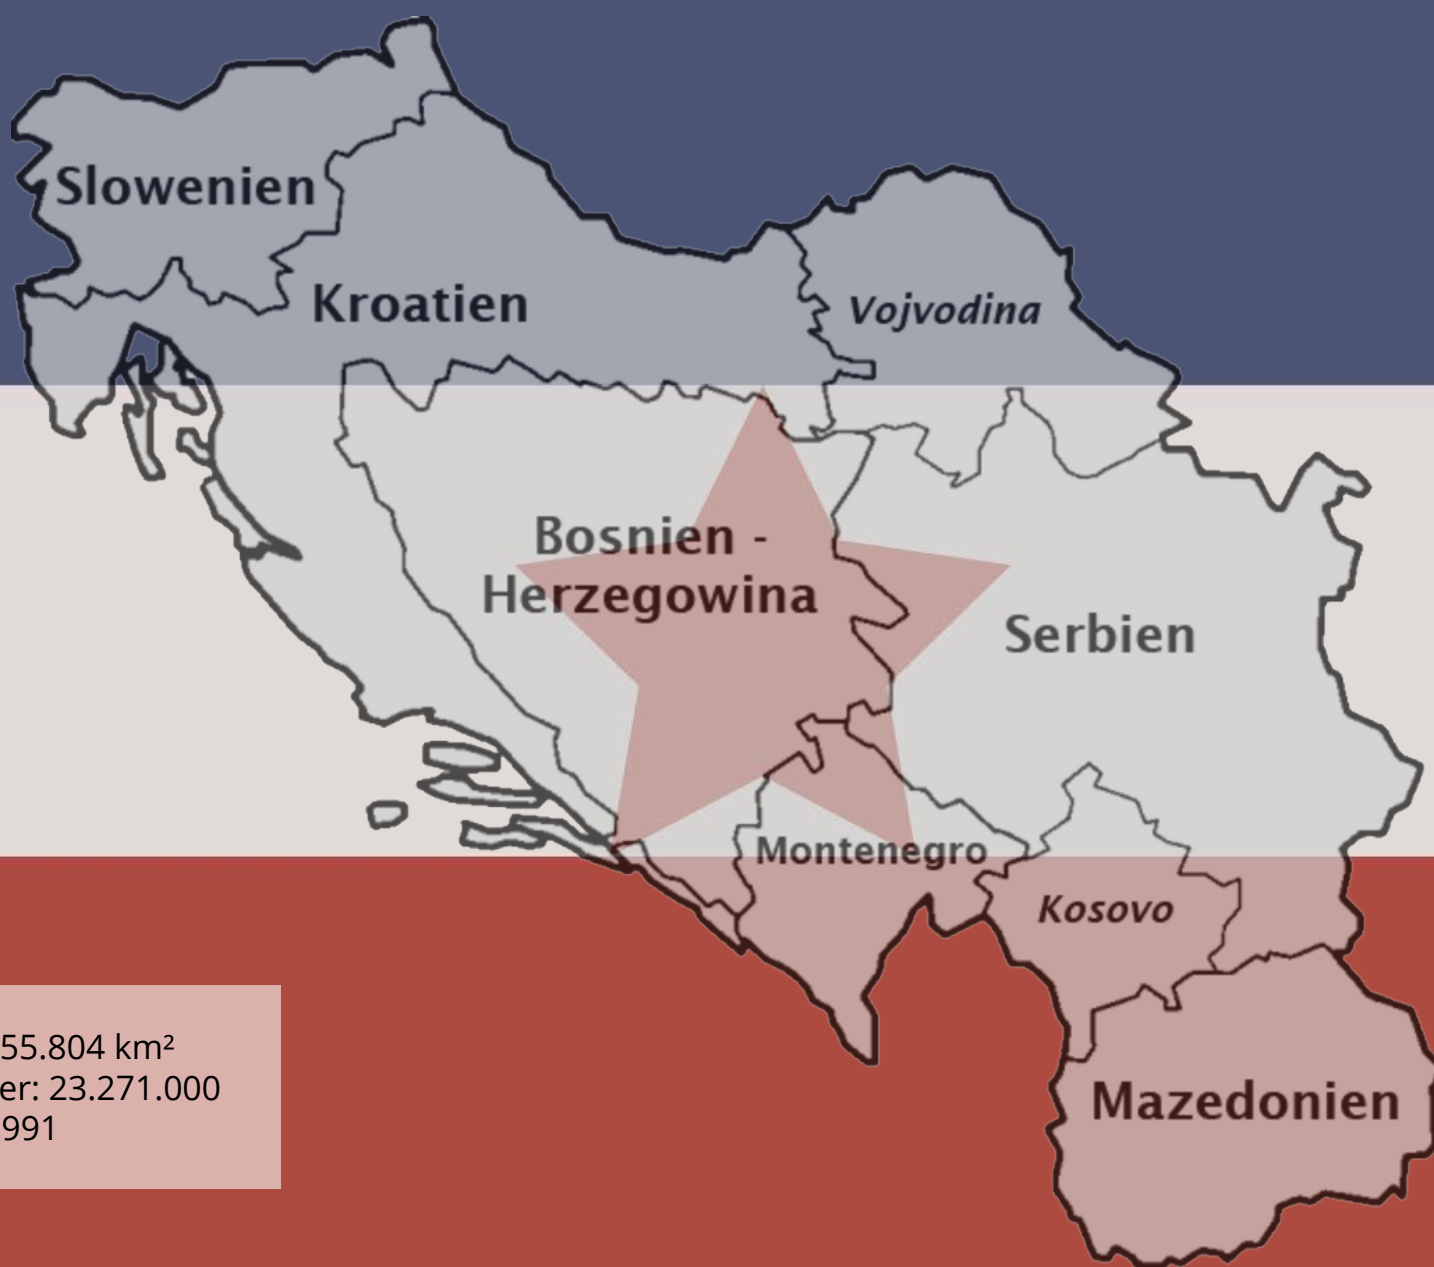 Slowenien
Kroatien
Vojvodina
Bosnien -
Herzegowina
Serbien
Montenegro
Kosovo
Mazedonien
55.804 km²
er: 23.271.000
991